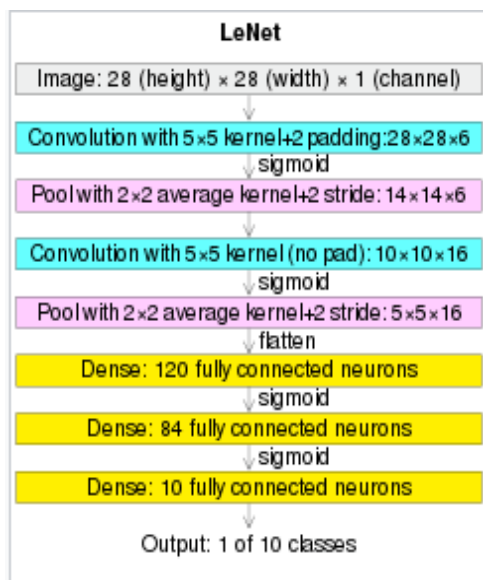 LeNet
Image: 28 (height) × 28 (width) × 1 (channel)
Convolution with 5×5 kernel+2 padding:28×28×6
sigmoid
Pool with 2×2 average kernel+2 stride: 14×14×6
Convolution with 5×5 kernel (no pad): 10×10×16
sigmoid
Pool with 2×2 average kernel+2 stride: 5×5×16
flatten
Dense: 120 fully connected neurons
sigmoid
Dense: 84 fully connected neurons
sigmoid
Dense: 10 fully connected neurons
Output: 1 of 10 classes